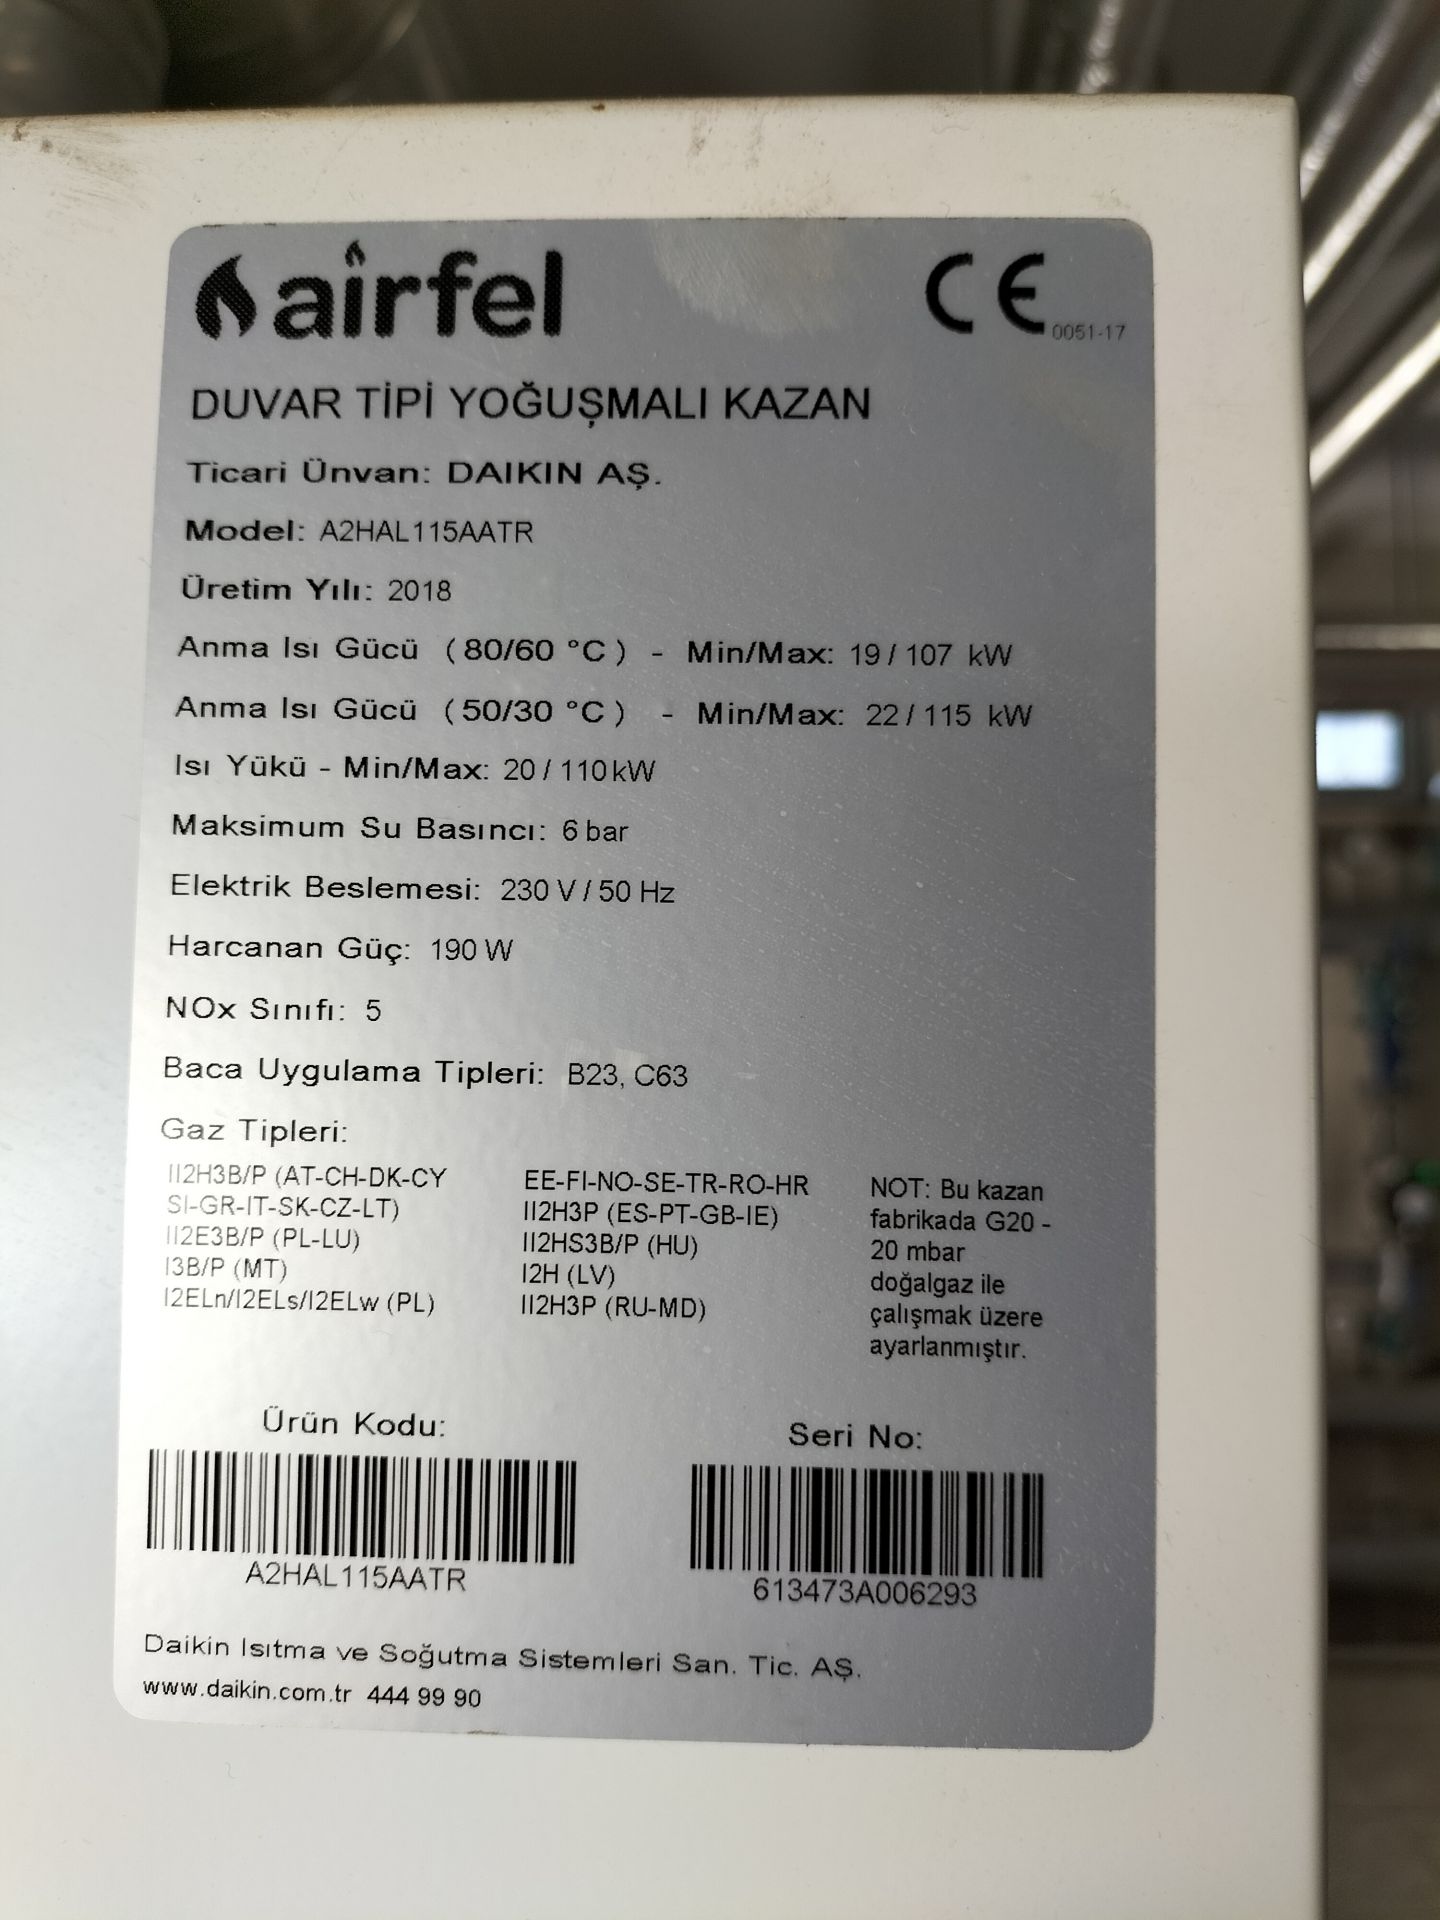 airfel
CE 0051-17
DUVAR TİPİ YOĞUŞMALI KAZAN
Ticari Ünvan: DAIKIN AŞ.
Model: A2HAL115AATR
Üretim Yılı: 2018
Anma Isı Gücü (80/60 °C) - Min/Max: 19 / 107 kW
Anma Isı Gücü (50/30 °C) - Min/Max: 22 / 115 kW
Isı Yükü - Min/Max: 20 / 110 kW
Maksimum Su Basıncı: 6 bar
Elektrik Beslemesi: 230 V / 50 Hz
Harcanan Güç: 190 W
NOx Sınıfı: 5
Baca Uygulama Tipleri: B23, C63
Gaz Tipleri:
II2H3B/P (AT-CH-DK-CY
SI-GR-IT-SK-CZ-LT)
II2E3B/P (PL-LU)
I3B/P (MT)
I2ELn/I2ELs/I2ELw (PL)
EE-FI-NO-SE-TR-RO-HR
II2H3P (ES-PT-GB-IE)
II2HS3B/P (HU)
I2H (LV)
II2H3P (RU-MD)
NOT: Bu kazan
fabrikada G20 -
20 mbar
doğalgaz ile
çalışmak üzere
ayarlanmıştır.
Ürün Kodu:
A2HAL115AATR
Seri No:
613473A006293
Daikin Isıtma ve Soğutma Sistemleri San. Tic. AŞ.
www.daikin.com.tr 444 99 90